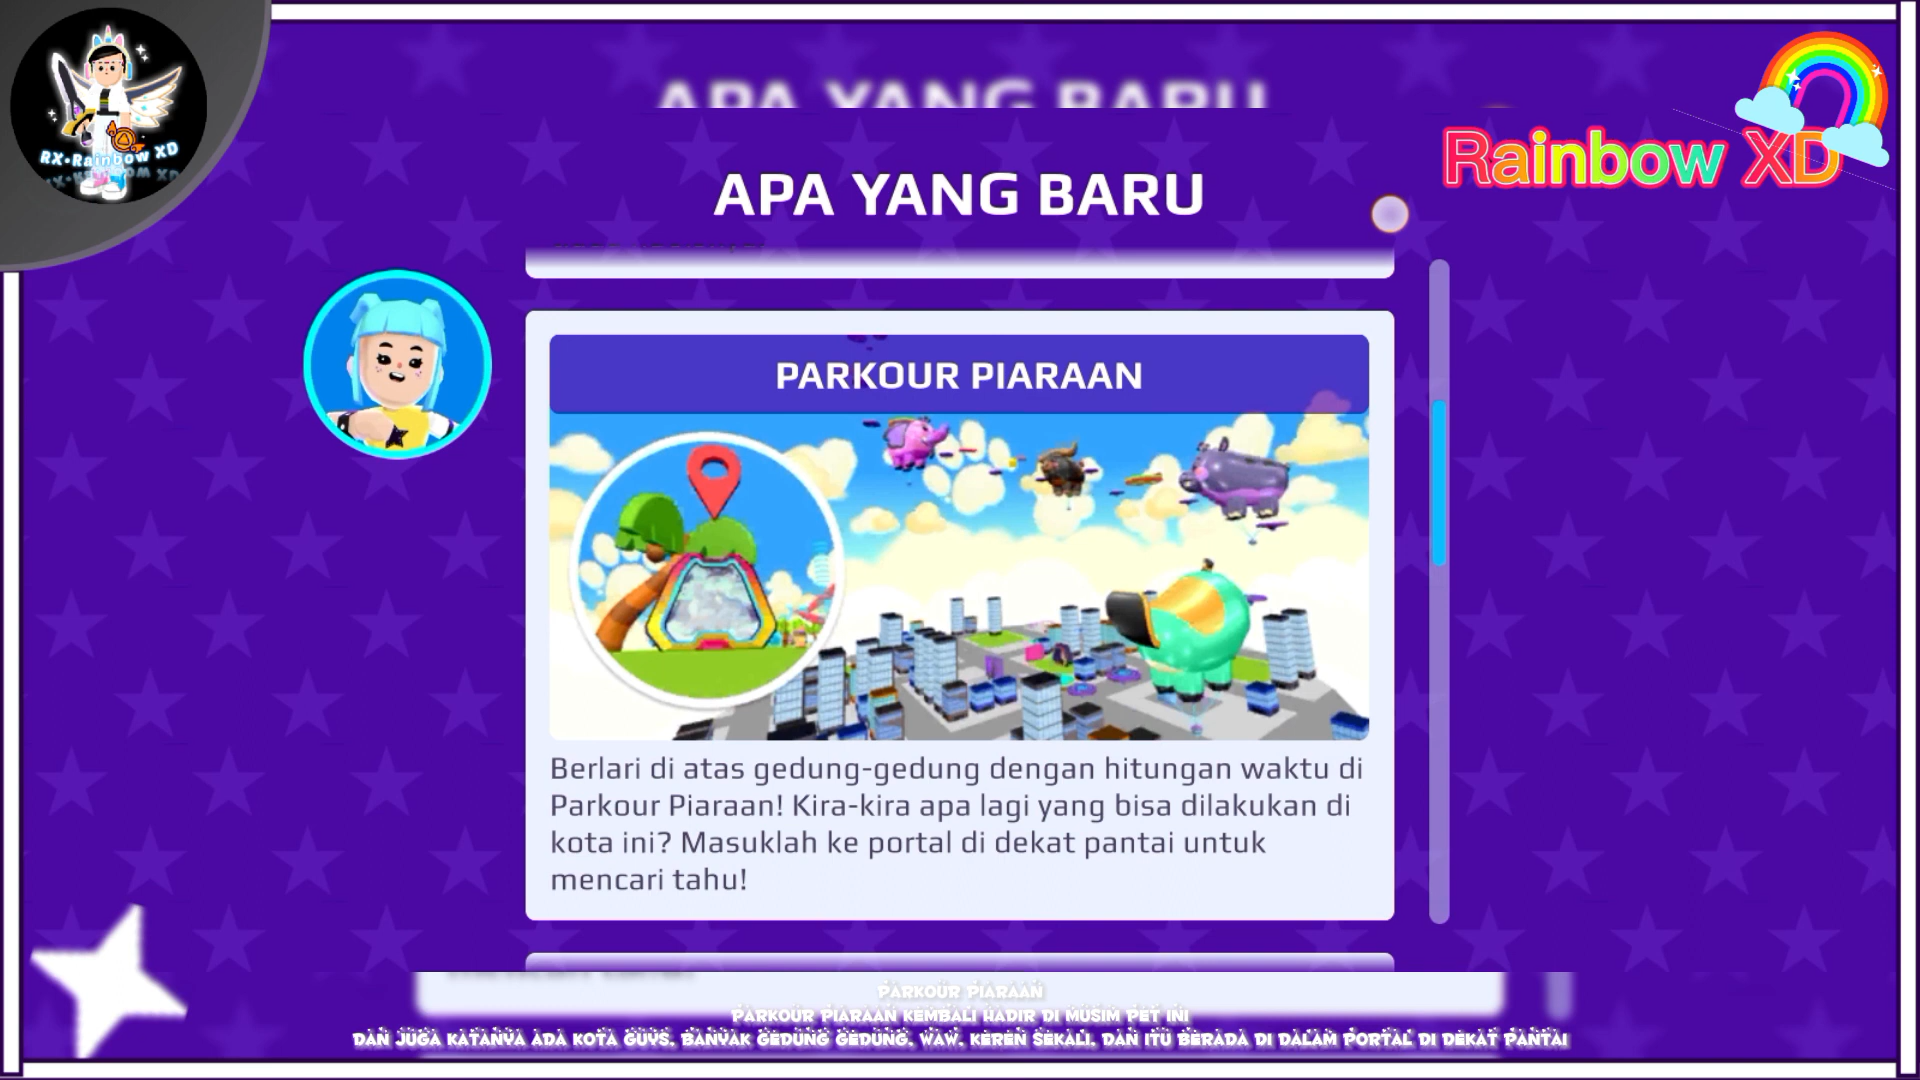 APA YANG BARU
RX•Rainbow XD
Rainbow XD
APA YANG BARU
PARKOUR PIARAAN
Berlari di atas gedung-gedung dengan hitungan waktu di
Parkour Piaraan! Kira-kira apa lagi yang bisa dilakukan di
kota ini? Masuklah ke portal di dekat pantai untuk
mencari tahu!
PARKOUR PIARAAN
PARKOUR PIARAAN KEMBALI HADIR DI MUSIM PET INI
DAN JUGA KATANYA ADA KOTA GUYS, BANYAK GEDUNG GEDUNG, WAW, KEREN SEKALI, DAN ITU BERADA DI DALAM PORTAL DI DEKAT PANTAI